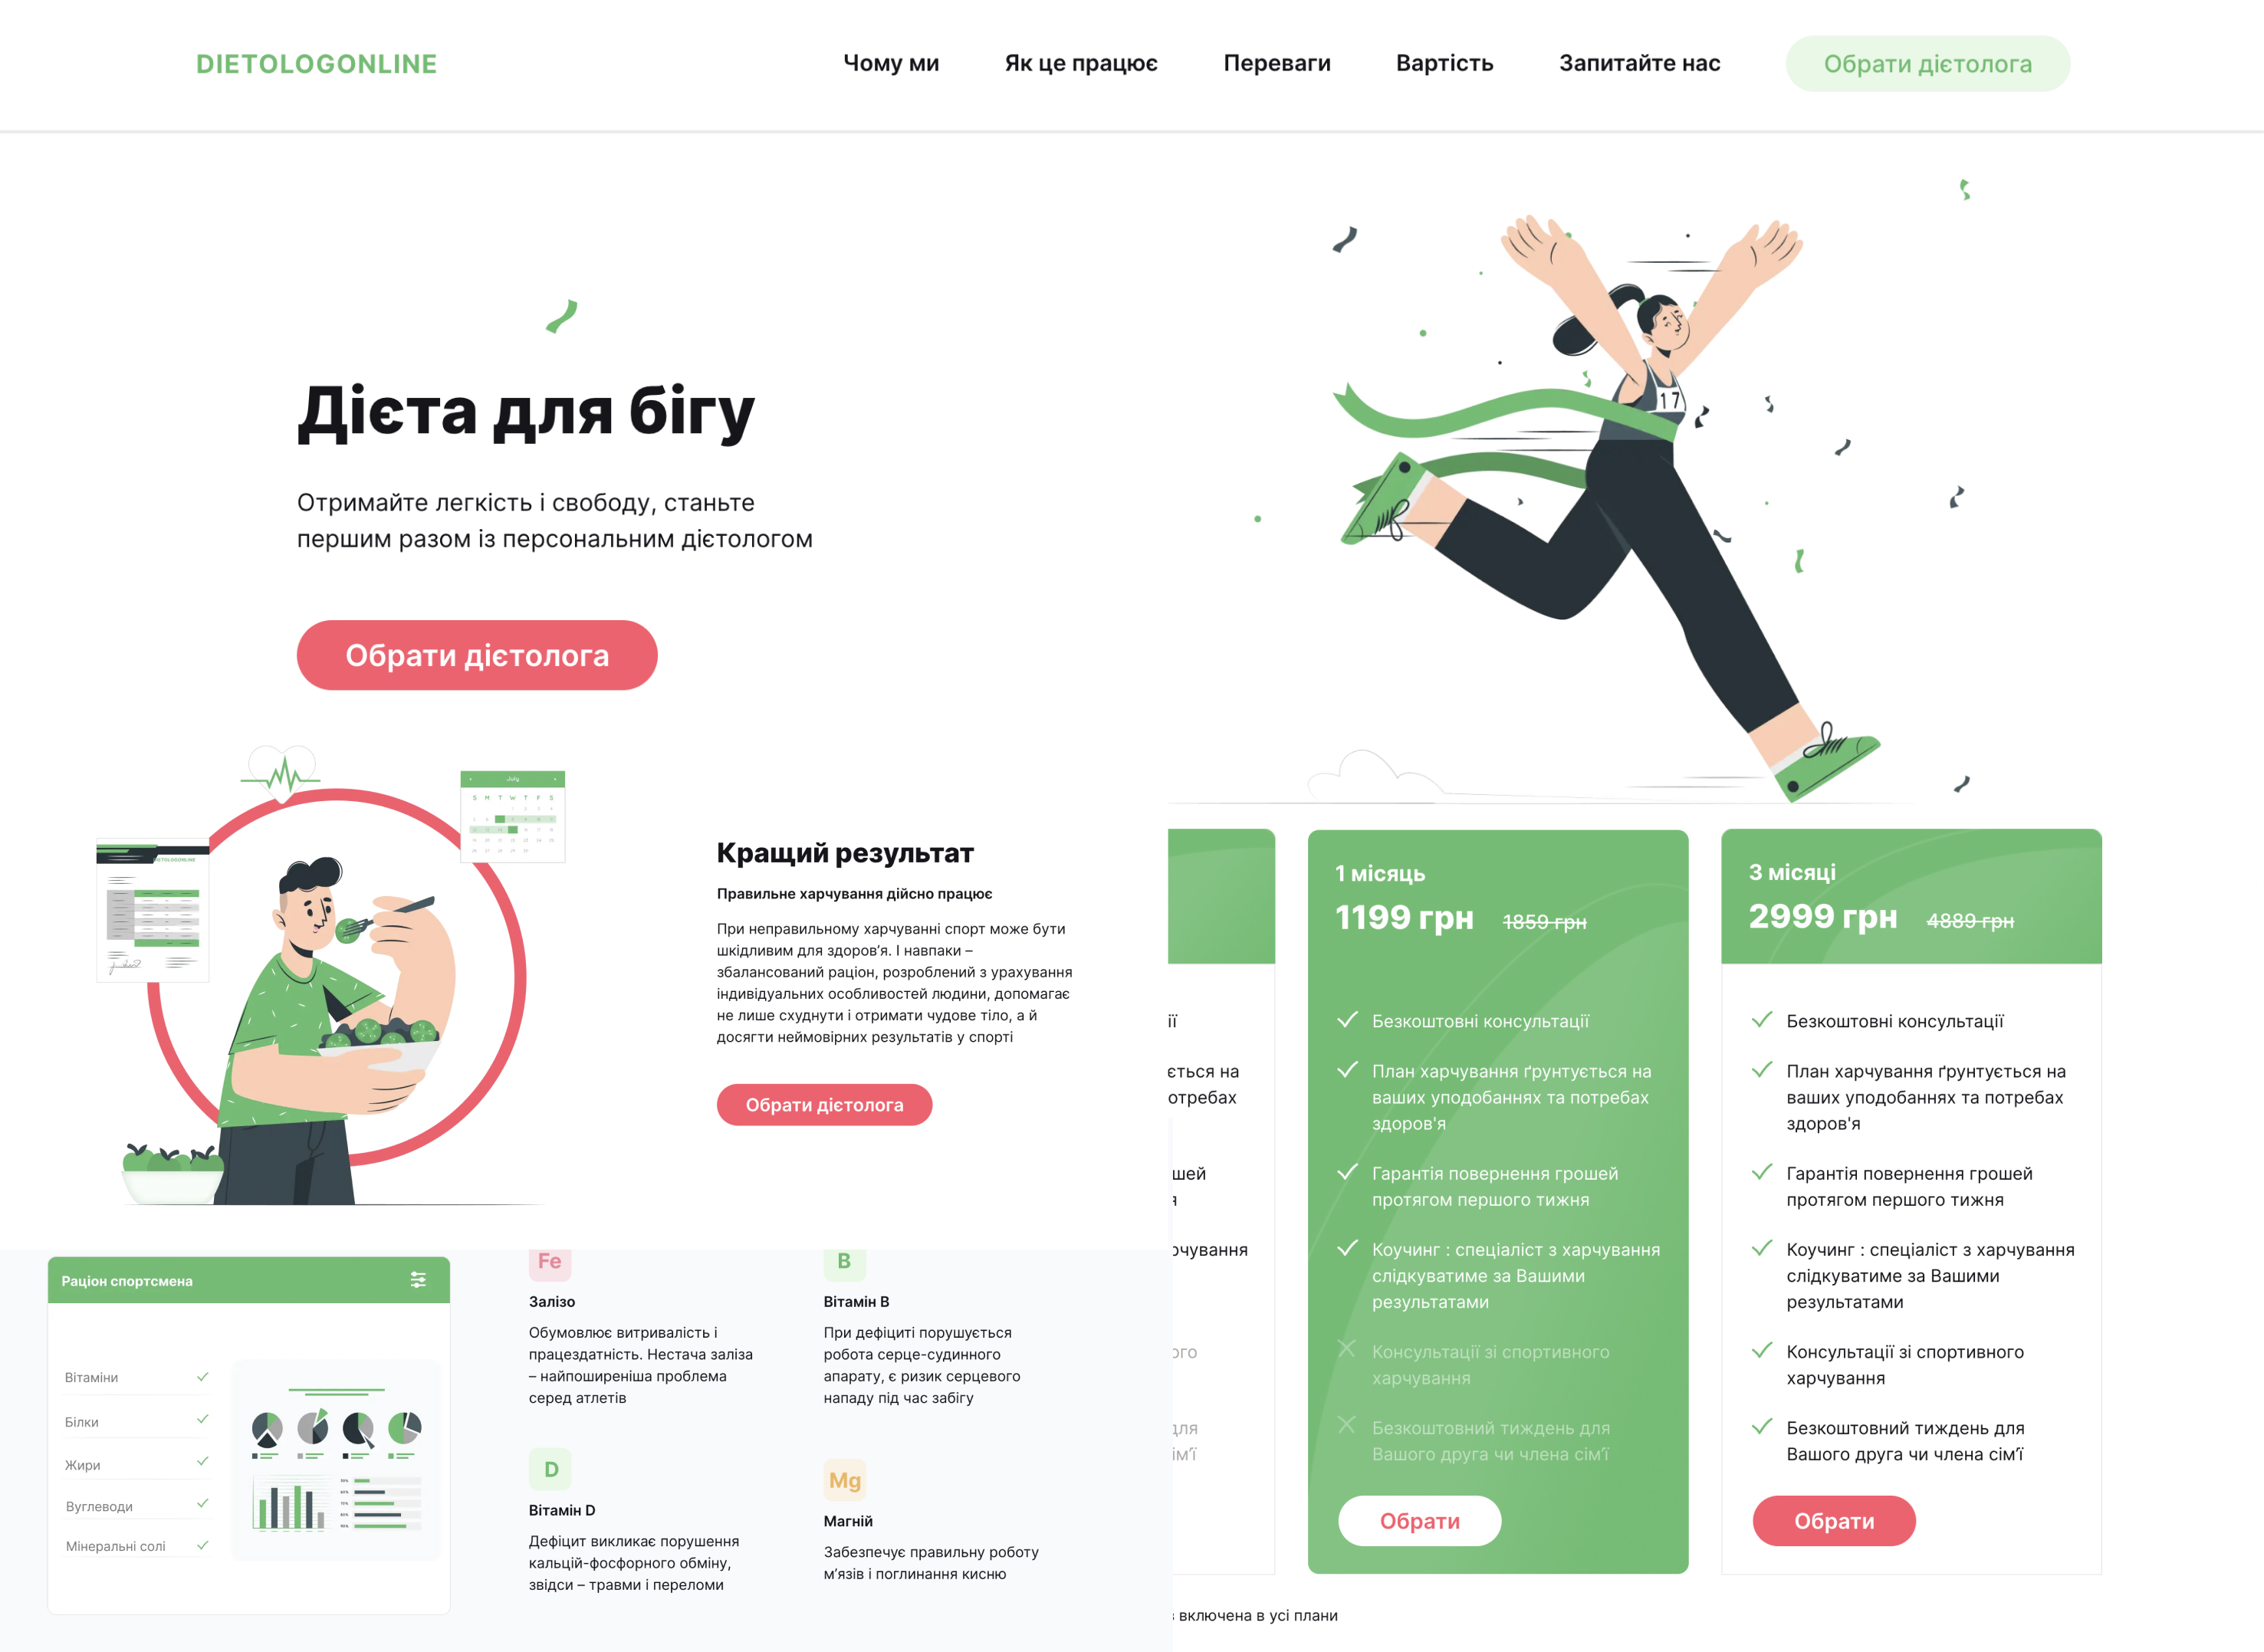 DIETOLOGONLINE
Чому ми
Як це працює
Переваги
Вартість
Запитайте нас
Обрати дієтолога
Дієта для бігу
Отримайте легкість і свободу, станьте
першим разом із персональним дієтологом
Обрати дієтолога
17
July
S M T W T F S
Кращий результат
Правильне харчування дійсно працює
При неправильному харчуванні спорт може бути
шкідливим для здоров’я. І навпаки –
збалансований раціон, розроблений з урахування
індивідуальних особливостей людини, допомагає
не лише схуднути і отримати чудове тіло, а й
досягти неймовірних результатів у спорті
Обрати дієтолога
Раціон спортсмена
Вітаміни
Білки
Жири
Вуглеводи
Мінеральні солі
Fe
Залізо
Обумовлює витривалість і
працездатність. Нестача заліза
– найпоширеніша проблема
серед атлетів
B
Вітамін B
При дефіциті порушується
робота серце-судинного
апарату, є ризик серцевого
нападу під час забігу
D
Вітамін D
Дефіцит викликає порушення
кальцій-фосфорного обміну,
звідси – травми і переломи
Mg
Магній
Забезпечує правильну роботу
м’язів і поглинання кисню
ії
ється на
отребах
шей
я
рчування
ого
для
ім’ї
1 місяць
1199 грн 1859 грн
Безкоштовні консультації
План харчування ґрунтується на
ваших уподобаннях та потребах
здоров'я
Гарантія повернення грошей
протягом першого тижня
Коучинг : спеціаліст з харчування
слідкуватиме за Вашими
результатами
Консультації зі спортивного
харчування
Безкоштовний тиждень для
Вашого друга чи члена сім’ї
Обрати
3 місяці
2999 грн 4889 грн
Безкоштовні консультації
План харчування ґрунтується на
ваших уподобаннях та потребах
здоров'я
Гарантія повернення грошей
протягом першого тижня
Коучинг : спеціаліст з харчування
слідкуватиме за Вашими
результатами
Консультації зі спортивного
харчування
Безкоштовний тиждень для
Вашого друга чи члена сім’ї
Обрати
включена в усі плани